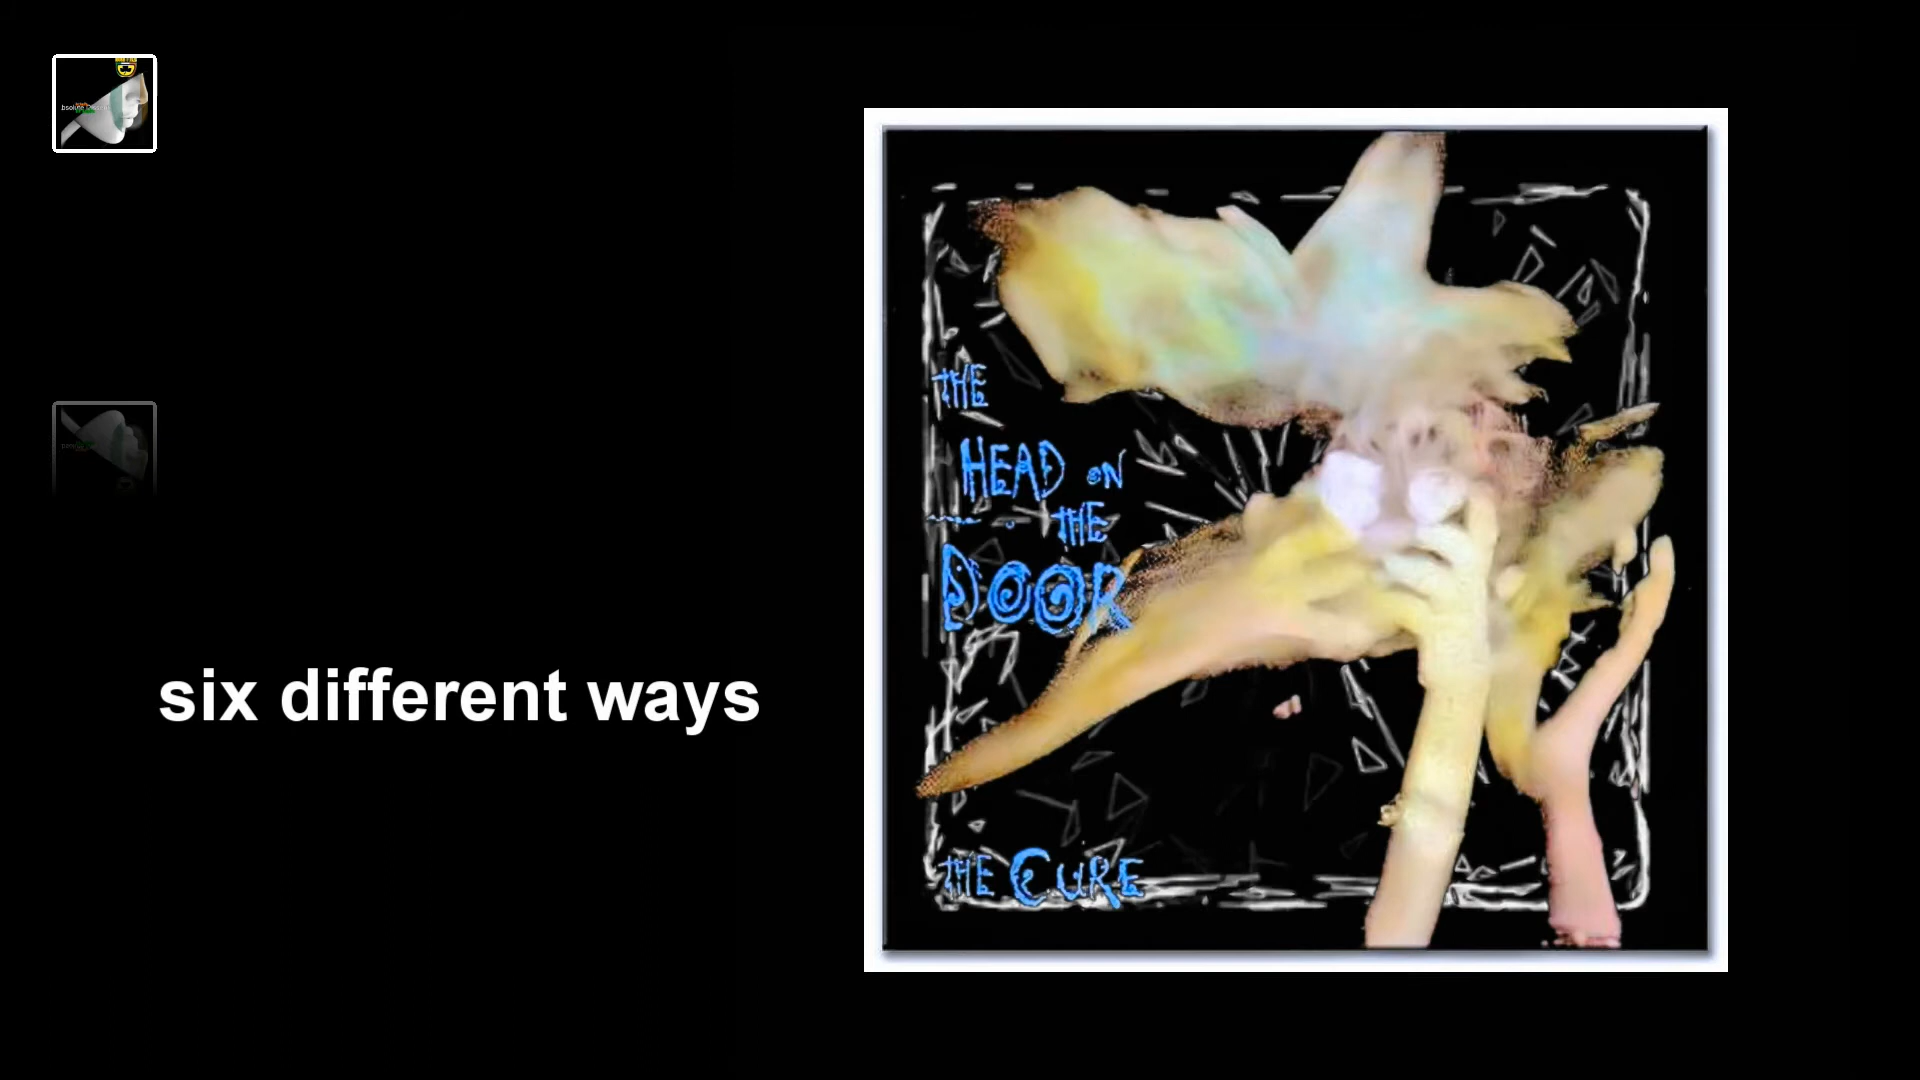 six different ways
THE
HEAD ON
THE
DOOR
THE CURE